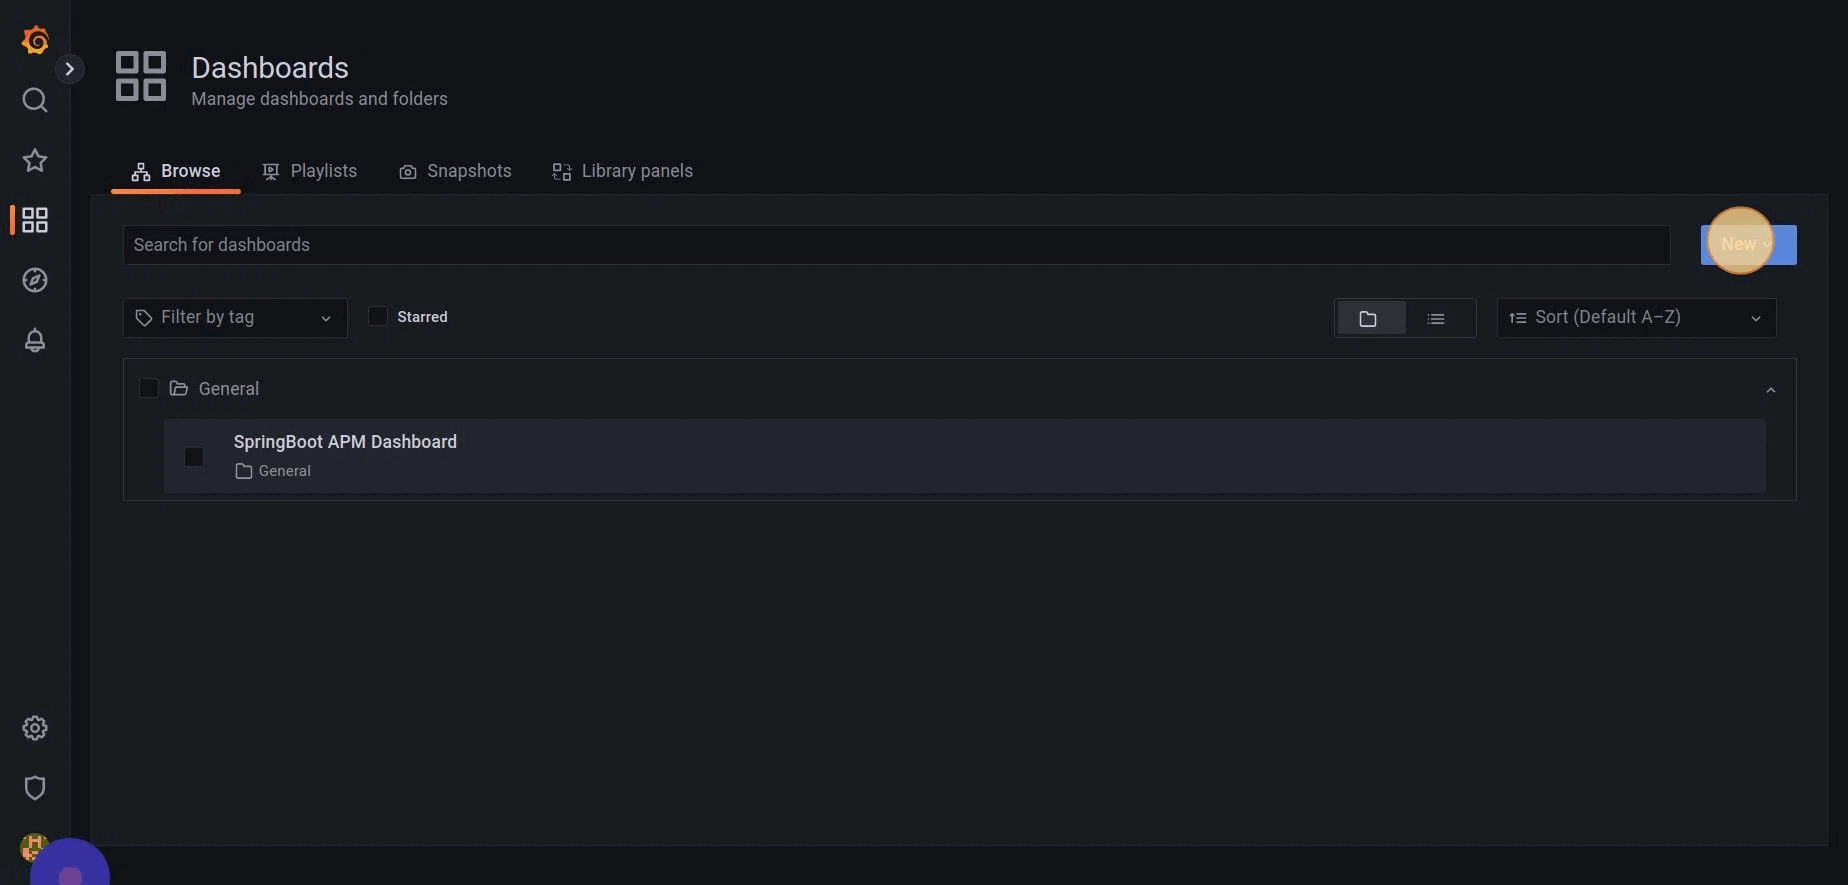 Dashboards
Manage dashboards and folders
Browse Playlists Snapshots Library panels
Search for dashboards
New
Filter by tag
Starred
Sort (Default A–Z)
General
SpringBoot APM Dashboard
General